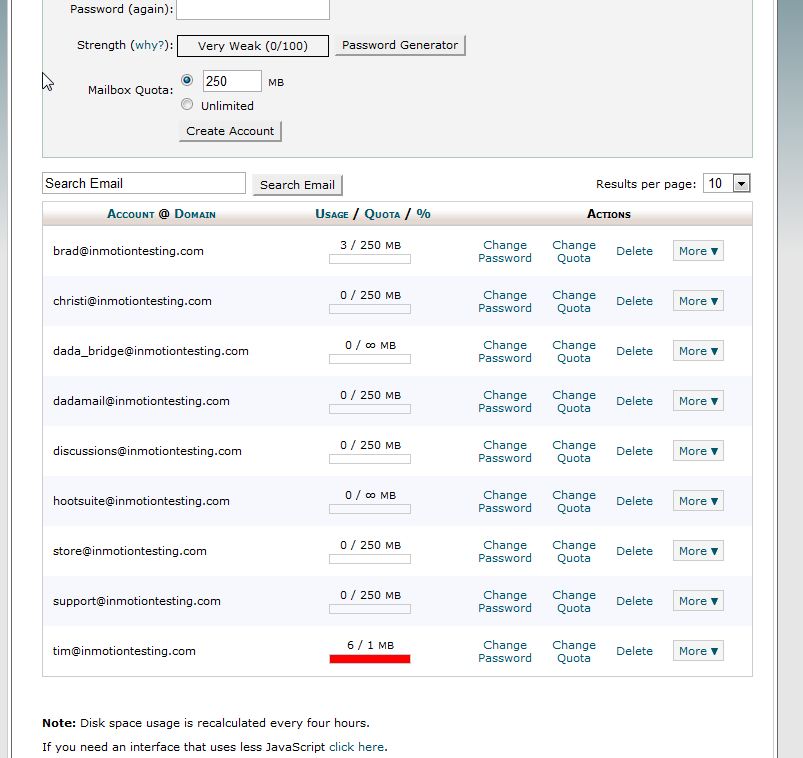 Password (again):
Strength (why?): Very Weak (0/100) Password Generator
Mailbox Quota: 250 MB
Unlimited
Create Account
Search Email Search Email Results per page: 10
Account @ Domain Usage / Quota / % Actions
brad@inmotiontesting.com 3 / 250 MB Change Password Change Quota Delete More ▼
christi@inmotiontesting.com 0 / 250 MB Change Password Change Quota Delete More ▼
dada_bridge@inmotiontesting.com 0 / ∞ MB Change Password Change Quota Delete More ▼
dadamail@inmotiontesting.com 0 / 250 MB Change Password Change Quota Delete More ▼
discussions@inmotiontesting.com 0 / 250 MB Change Password Change Quota Delete More ▼
hootsuite@inmotiontesting.com 0 / ∞ MB Change Password Change Quota Delete More ▼
store@inmotiontesting.com 0 / 250 MB Change Password Change Quota Delete More ▼
support@inmotiontesting.com 0 / 250 MB Change Password Change Quota Delete More ▼
tim@inmotiontesting.com 6 / 1 MB Change Password Change Quota Delete More ▼
Note: Disk space usage is recalculated every four hours.
If you need an interface that uses less JavaScript click here.